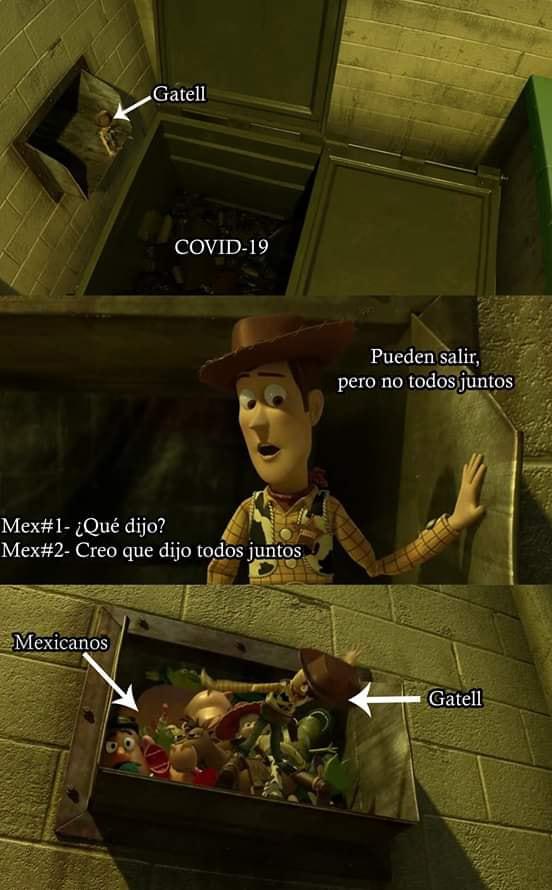 Gatell
COVID-19
Pueden salir,
pero no todos juntos
Mex#1- ¿Qué dijo?
Mex#2- Creo que dijo todos juntos
Mexicanos
Gatell